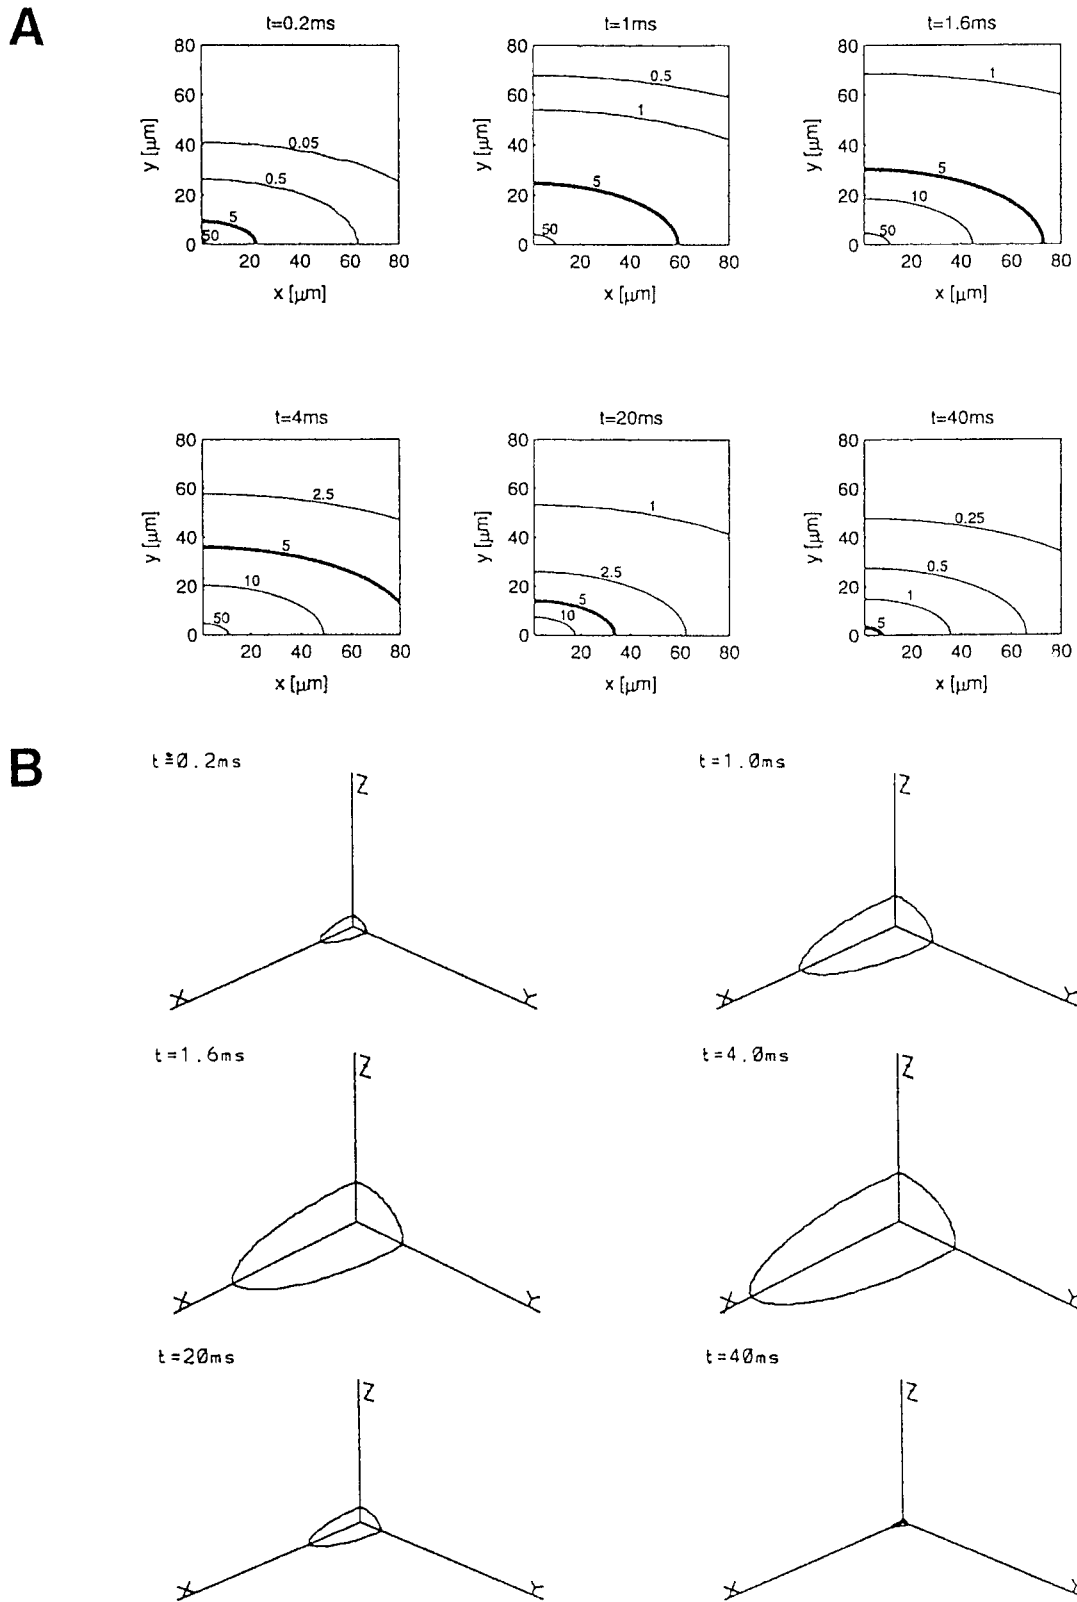 A
t=0.2ms t=1ms t=1.6ms
80 80 80
0.5 1
60 60 60
y [μm] y [μm] y [μm]
1
40 0.05 40 40
0.5 5 5
20 20 20 10
5
50 50 50
0 0 0
20 40 60 80 20 40 60 80 20 40 60 80
x [μm] x [μm] x [μm]
t=4ms t=20ms t=40ms
80 80 80
60 2.5 60 1 60
0.25
y [μm] y [μm] y [μm]
40 5 40 40
2.5 0.5
20 10 20 5 20 1
50 10 5
0 0 0
20 40 60 80 20 40 60 80 20 40 60 80
x [μm] x [μm] x [μm]
B
t=0.2ms t=1.0ms
Z Z
X Y X Y
t=1.6ms t=4.0ms
Z Z
X Y X Y
t=20ms t=40ms
Z Z
X Y X Y